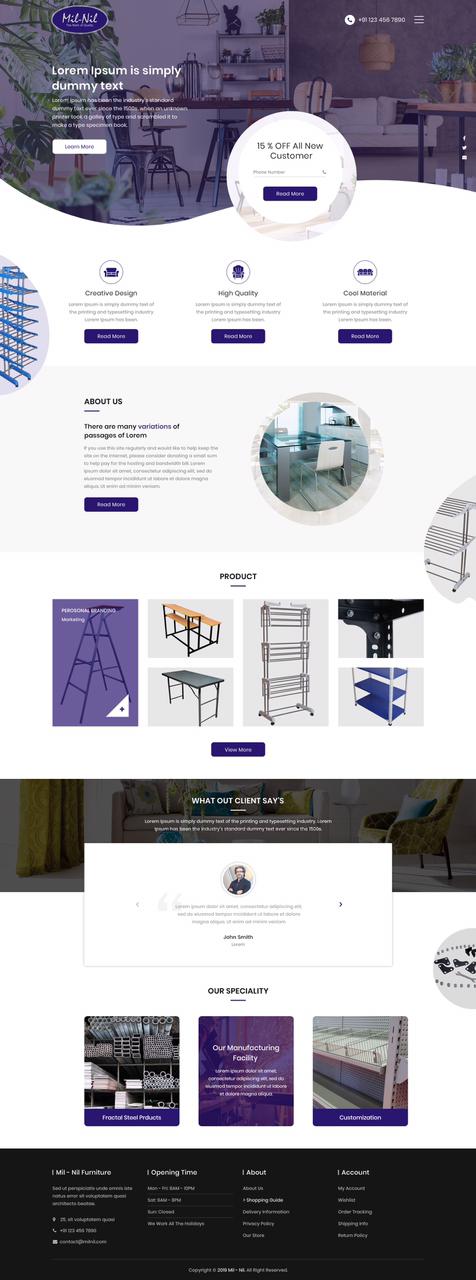 Mil-Nil
+91 123 456 7890
Lorem Ipsum is simply
dummy text
Lorem Ipsum has been the industry's standard
dummy text ever since the 1500s, when an unknown
printer took a galley of type and scrambled it to
make a type specimen book.
Learn More
15 % OFF All New
Customer
Phone Number
Read More
Creative Design
Lorem Ipsum is simply dummy text of
the printing and typesetting industry.
Lorem Ipsum has been.
Read More
High Quality
Lorem Ipsum is simply dummy text of
the printing and typesetting industry.
Lorem Ipsum has been.
Read More
Cool Material
Lorem Ipsum is simply dummy text of
the printing and typesetting industry.
Lorem Ipsum has been.
Read More
ABOUT US
There are many variations of
passages of Lorem
If you use this site regularly and would like to help keep the
site on the Internet, please consider donating a small sum
to help pay for the hosting and bandwidth bill. Lorem
ipsum dolor sit amet, consectetur adipiscing elit, sed do
eiusmod tempor incididunt ut labore et dolore magna
aliqua. Ut enim ad minim veniam.
Read More
PRODUCT
PEROSONAL BRANDING
Marketing
View More
WHAT OUT CLIENT SAY'S
Lorem Ipsum is simply dummy text of the printing and typesetting industry. Lorem
Ipsum has been the industry's standard dummy text ever since the 1500s.
Lorem ipsum dolor sit amet, consectetur adipiscing elit,
sed do eiusmod tempor incididunt ut labore et dolore
magna aliqua. Ut enim ad minim veniam
John Smith
Lorem
OUR SPECIALITY
Fractal Steel Prducts
Our Manufacturing
Facility
Lorem ipsum dolor sit amet,
consectetur adipiscing elit, sed do
eiusmod tempor incididunt ut labore
et dolore magna aliqua.
Customization
Mil - Nil Furniture
Sed ut perspiciatis unde omnis iste
natus error sit voluptatem quasi
architecto beatae.
25, sit voluptatem quasi
+91 123 456 7890
contact@milnil.com
Opening Time
Mon - Fri: 8AM - 10PM
Sat: 9AM - 8PM
Sun: Closed
We Work All The Holidays
About
About Us
> Shopping Guide
Delivery Information
Privacy Policy
Our Store
Account
My Account
Wishlist
Order Tracking
Shipping Info
Return Policy
Copyright © 2019 Mil - Nil. All Right Reserved.